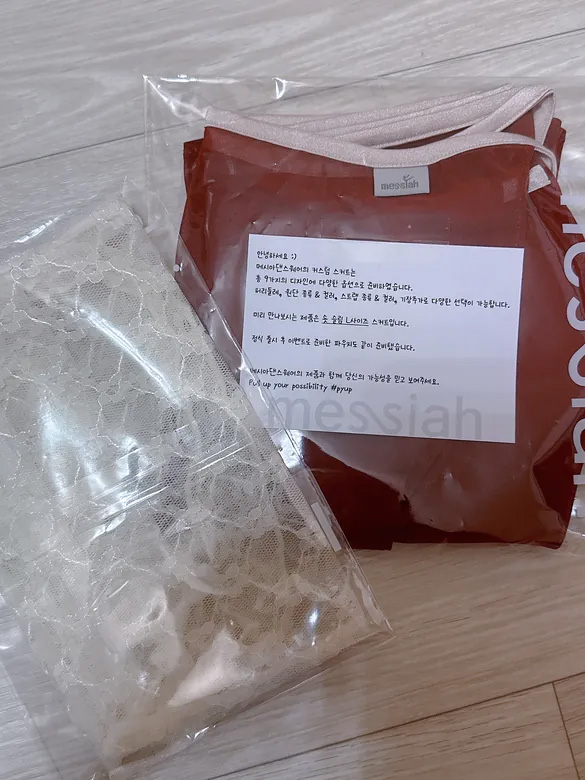 messiah
안녕하세요 :)
메시아댄스웨어의 커스텀 스커트는
총 9가지의 디자인에 다양한 옵션으로 준비하였습니다.
허리둘레, 원단 종류 & 컬러, 스트랩 종류 & 컬러, 기장추가로 다양한 선택이 가능합니다.
미리 만나보시는 제품은 숏 슬림 L사이즈 스커트입니다.
정식 출시 후 이벤트로 준비한 파우치도 같이 준비했습니다.
메시아댄스웨어의 제품과 함께 당신의 가능성을 믿고 보여주세요.
Pull up your possibility #pyup
messiah
messiah